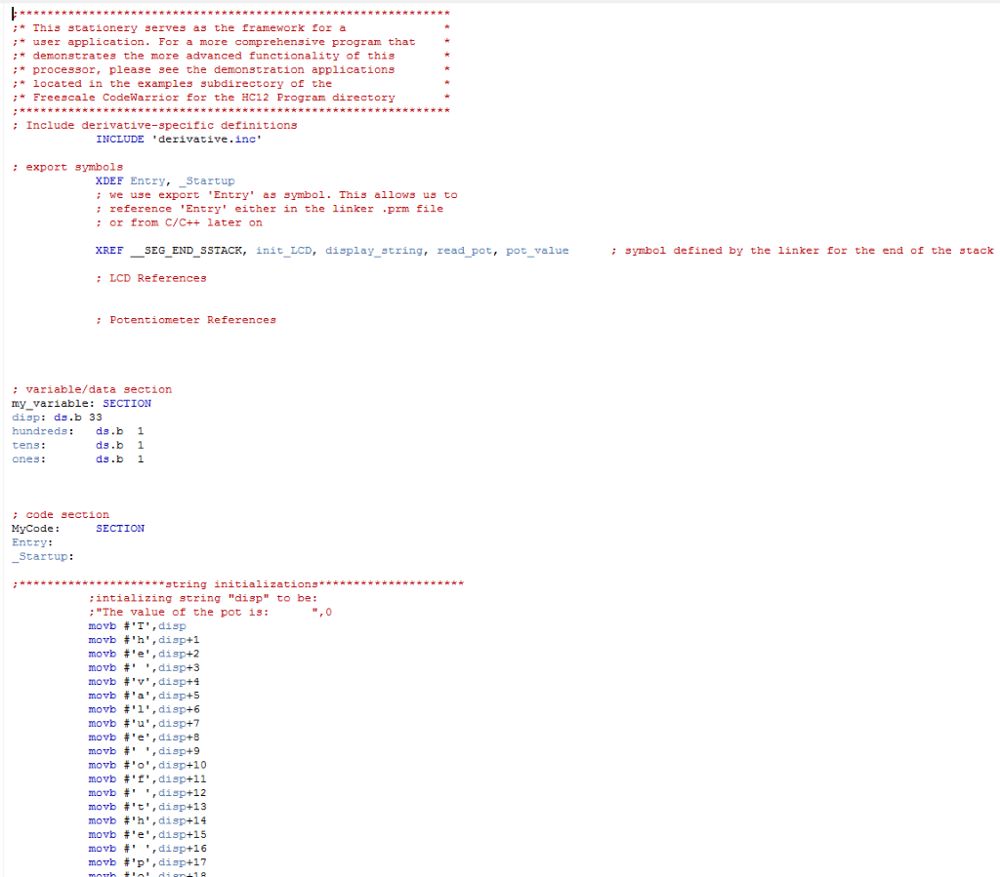 ;**************************************************************
;* This stationery serves as the framework for a              *
;* user application. For a more comprehensive program that    *
;* demonstrates the more advanced functionality of this       *
;* processor, please see the demonstration applications       *
;* located in the examples subdirectory of the                *
;* Freescale CodeWarrior for the HC12 Program directory       *
;**************************************************************
; Include derivative-specific definitions
            INCLUDE 'derivative.inc'
; export symbols
            XDEF Entry, _Startup
            ; we use export 'Entry' as symbol. This allows us to
            ; reference 'Entry' either in the linker .prm file
            ; or from C/C++ later on
            XREF __SEG_END_SSTACK, init_LCD, display_string, read_pot, pot_value      ; symbol defined by the linker for the end of the stack
            ; LCD References
            ; Potentiometer References
; variable/data section
my_variable: SECTION
disp: ds.b 33
hundreds:   ds.b  1
tens:       ds.b  1
ones:       ds.b  1
; code section
MyCode:     SECTION
Entry:
_Startup:
;*********************string initializations*********************
           ;intializing string "disp" to be:
           ;"The value of the pot is:      ",0
           movb #'T',disp
           movb #'h',disp+1
           movb #'e',disp+2
           movb #' ',disp+3
           movb #'v',disp+4
           movb #'a',disp+5
           movb #'l',disp+6
           movb #'u',disp+7
           movb #'e',disp+8
           movb #' ',disp+9
           movb #'o',disp+10
           movb #'f',disp+11
           movb #' ',disp+12
           movb #'t',disp+13
           movb #'h',disp+14
           movb #'e',disp+15
           movb #' ',disp+16
           movb #'p',disp+17
           movb #'o',disp+18